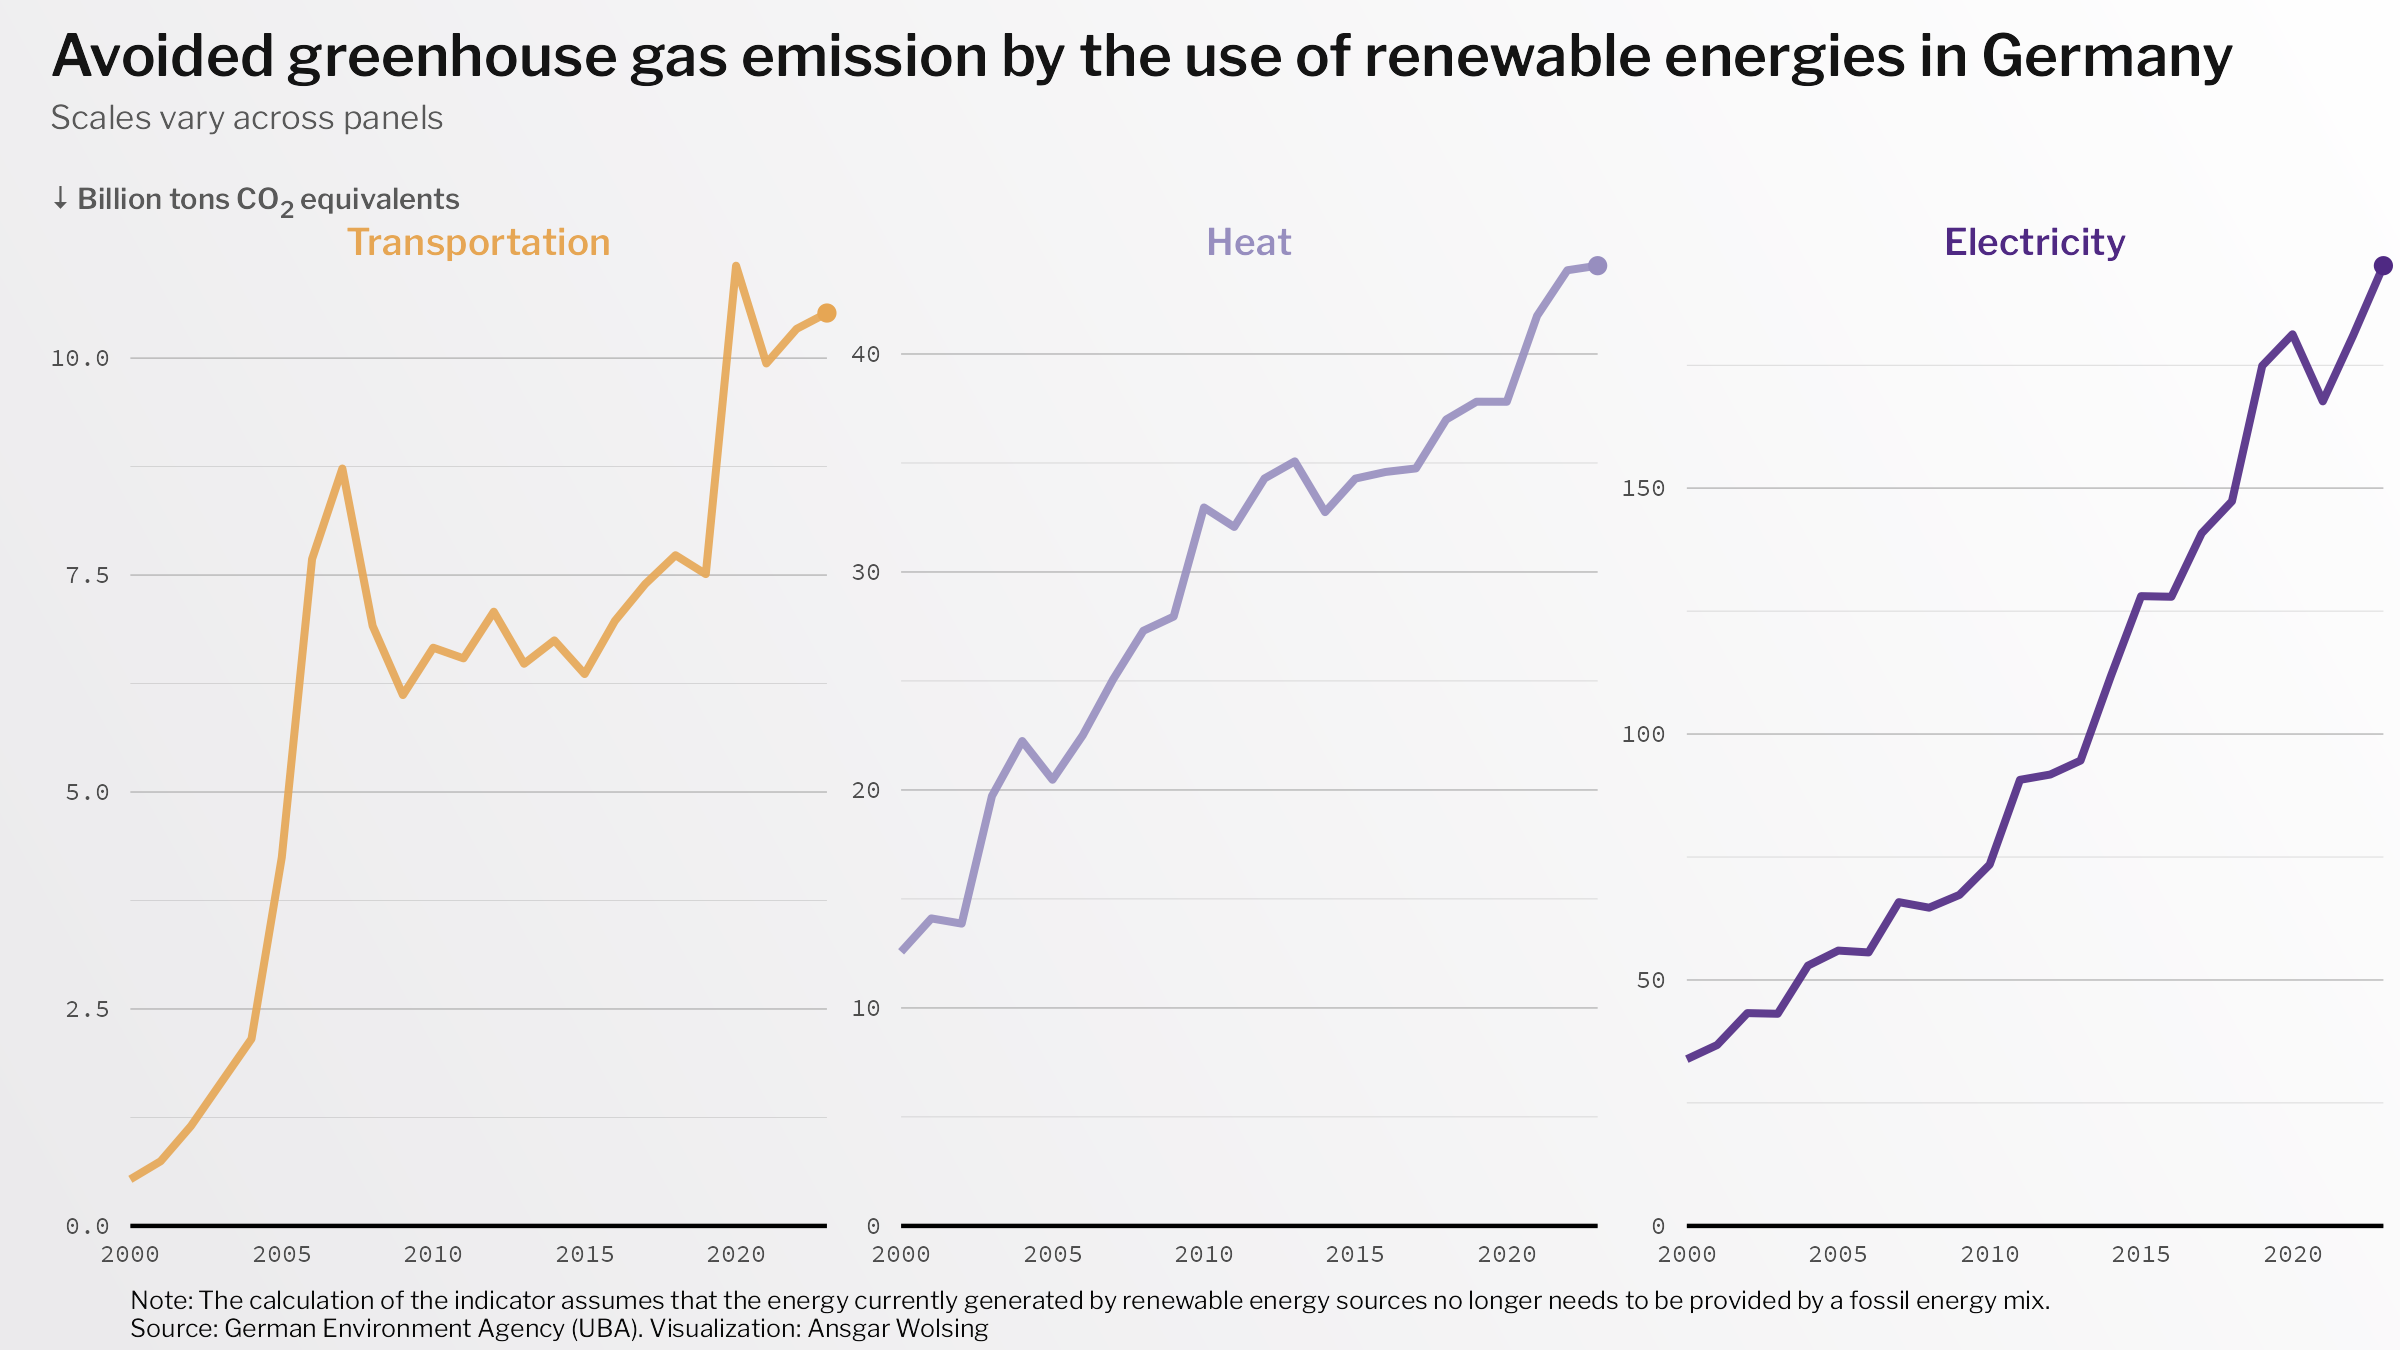 Avoided greenhouse gas emission by the use of renewable energies in Germany
Scales vary across panels
↓ Billion tons CO₂ equivalents
Transportation
10.0
7.5
5.0
2.5
0.0
2000 2005 2010 2015 2020
Heat
40
30
20
10
0
2000 2005 2010 2015 2020
Electricity
150
100
50
0
2000 2005 2010 2015 2020
Note: The calculation of the indicator assumes that the energy currently generated by renewable energy sources no longer needs to be provided by a fossil energy mix.
Source: German Environment Agency (UBA). Visualization: Ansgar Wolsing